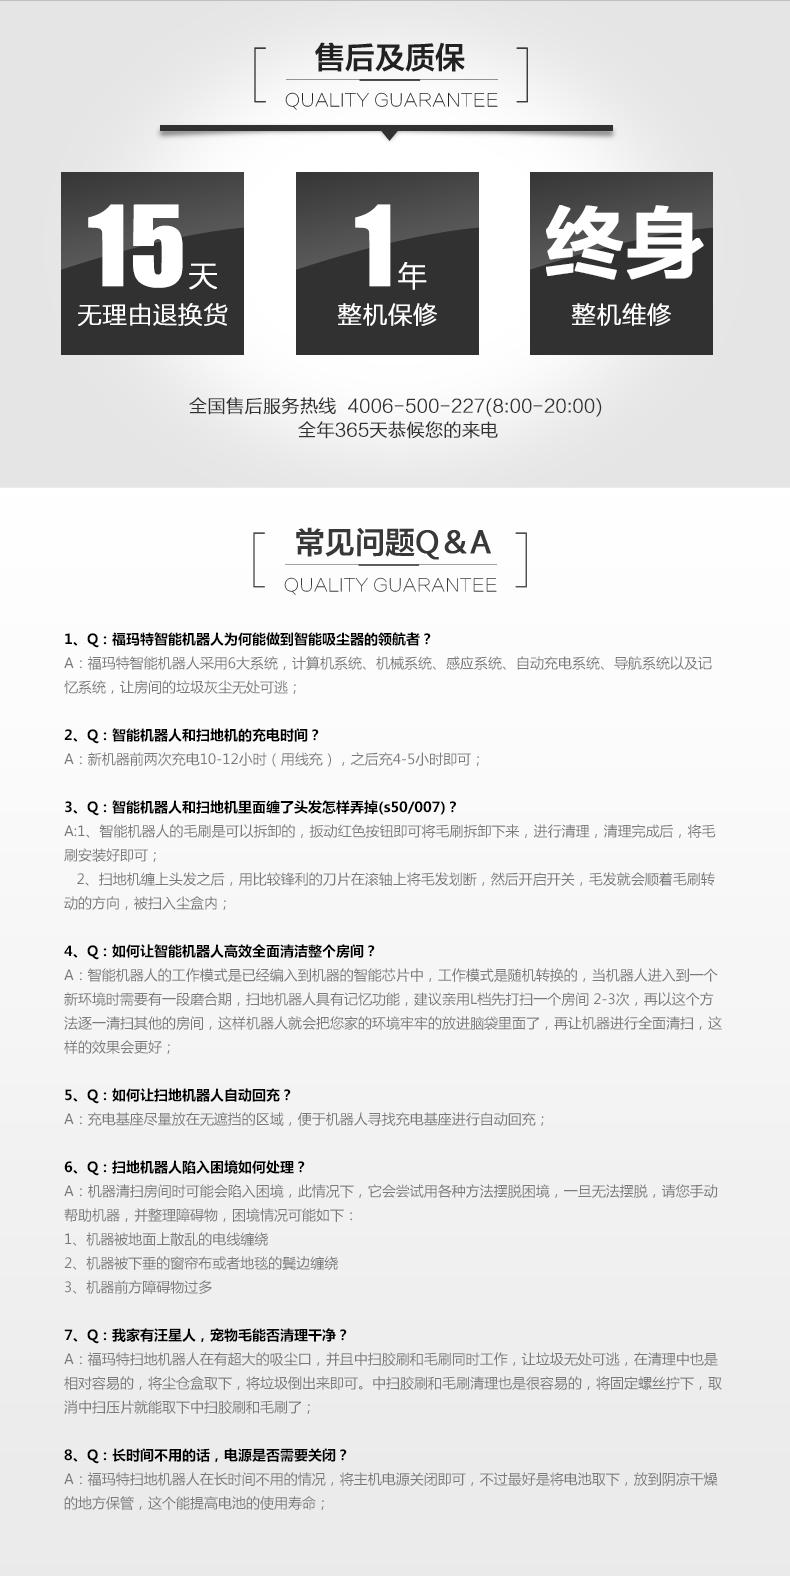 售后及质保
QUALITY GUARANTEE
15天
无理由退换货
1年
整机保修
终身
整机维修
全国售后服务热线 4006-500-227(8:00-20:00)
全年365天恭候您的来电
常见问题Q&A
QUALITY GUARANTEE
1、Q：福玛特智能机器人为何能做到智能吸尘器的领航者？
A：福玛特智能机器人采用6大系统，计算机系统、机械系统、感应系统、自动充电系统、导航系统以及记
忆系统，让房间的垃圾灰尘无处可逃；
2、Q：智能机器人和扫地机的充电时间？
A：新机器前两次充电10-12小时（用线充），之后充4-5小时即可；
3、Q：智能机器人和扫地机里面缠了头发怎样弄掉(s50/007)？
A:1、智能机器人的毛刷是可以拆卸的，扳动红色按钮即可将毛刷拆卸下来，进行清理，清理完成后，将毛
刷安装好即可；
2、扫地机缠上头发之后，用比较锋利的刀片在滚轴上将毛发划断，然后开启开关，毛发就会顺着毛刷转
动的方向，被扫入尘盒内；
4、Q：如何让智能机器人高效全面清洁整个房间？
A：智能机器人的工作模式是已经编入到机器的智能芯片中，工作模式是随机转换的，当机器人进入到一个
新环境时需要有一段磨合期，扫地机器人具有记忆功能，建议亲用L档先打扫一个房间 2-3次，再以这个方
法逐一清扫其他的房间，这样机器人就会把您家的环境牢牢的放进脑袋里面了，再让机器进行全面清扫，这
样的效果会更好；
5、Q：如何让扫地机器人自动回充？
A：充电基座尽量放在无遮挡的区域，便于机器人寻找充电基座进行自动回充；
6、Q：扫地机器人陷入困境如何处理？
A：机器清扫房间时可能会陷入困境，此情况下，它会尝试用各种方法摆脱困境，一旦无法摆脱，请您手动
帮助机器，并整理障碍物，困境情况可能如下：
1、机器被地面上散乱的电线缠绕
2、机器被下垂的窗帘布或者地毯的鬓边缠绕
3、机器前方障碍物过多
7、Q：我家有汪星人，宠物毛能否清理干净？
A：福玛特扫地机器人在有超大的吸尘口，并且中扫胶刷和毛刷同时工作，让垃圾无处可逃，在清理中也是
相对容易的，将尘仓盒取下，将垃圾倒出来即可。中扫胶刷和毛刷清理也是很容易的，将固定螺丝拧下，取
消中扫压片就能取下中扫胶刷和毛刷了；
8、Q：长时间不用的话，电源是否需要关闭？
A：福玛特扫地机器人在长时间不用的情况，将主机电源关闭即可，不过最好是将电池取下，放到阴凉干燥
的地方保管，这个能提高电池的使用寿命；